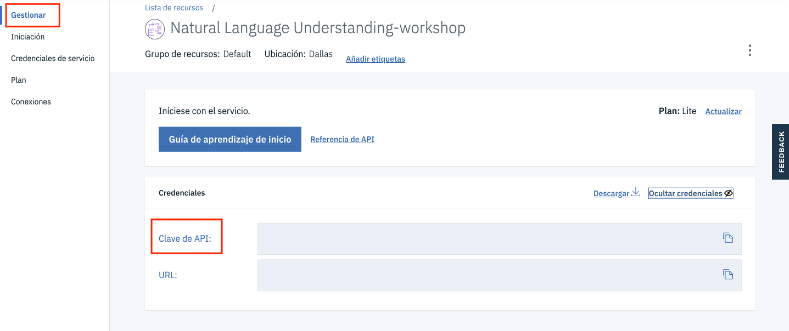 Gestionar
Iniciación
Credenciales de servicio
Plan
Conexiones
Lista de recursos /
Natural Language Understanding-workshop
Grupo de recursos: Default Ubicación: Dallas Añadir etiquetas
Iníciese con el servicio. Plan: Lite Actualizar
Guía de aprendizaje de inicio Referencia de API
FEEDBACK
Credenciales Descargar Ocultar credenciales
Clave de API:
URL: